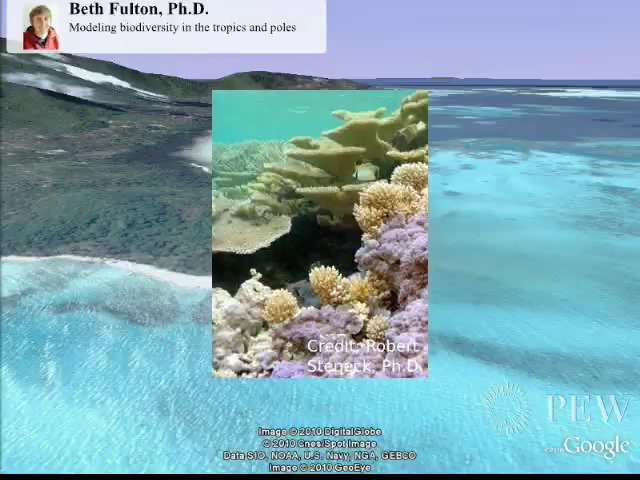 Beth Fulton, Ph.D.
Modeling biodiversity in the tropics and poles
Credit: Robert
Steneck, Ph.D.
PEW
©2010 Google
Image © 2010 DigitalGlobe
© 2010 Cnes/Spot Image
Data SIO, NOAA, U.S. Navy, NGA, GEBCO
Image © 2010 GeoEye